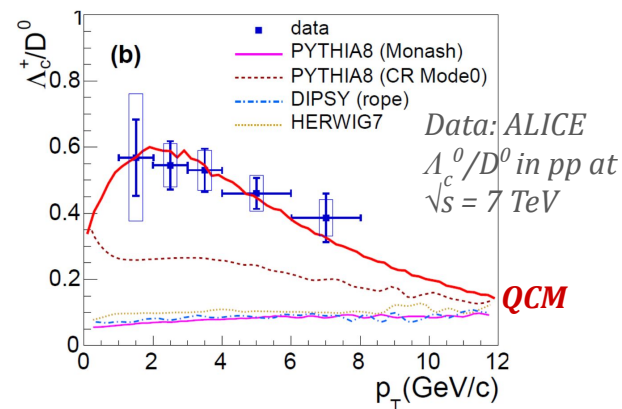 1
0.8
0.6
0.4
0.2
0
Λc+/D0
(b)
data
PYTHIA8 (Monash)
PYTHIA8 (CR Mode0)
DIPSY (rope)
HERWIG7
Data: ALICE
Λc0/D0 in pp at
√s = 7 TeV
QCM
0 2 4 6 8 10 12
pT(GeV/c)